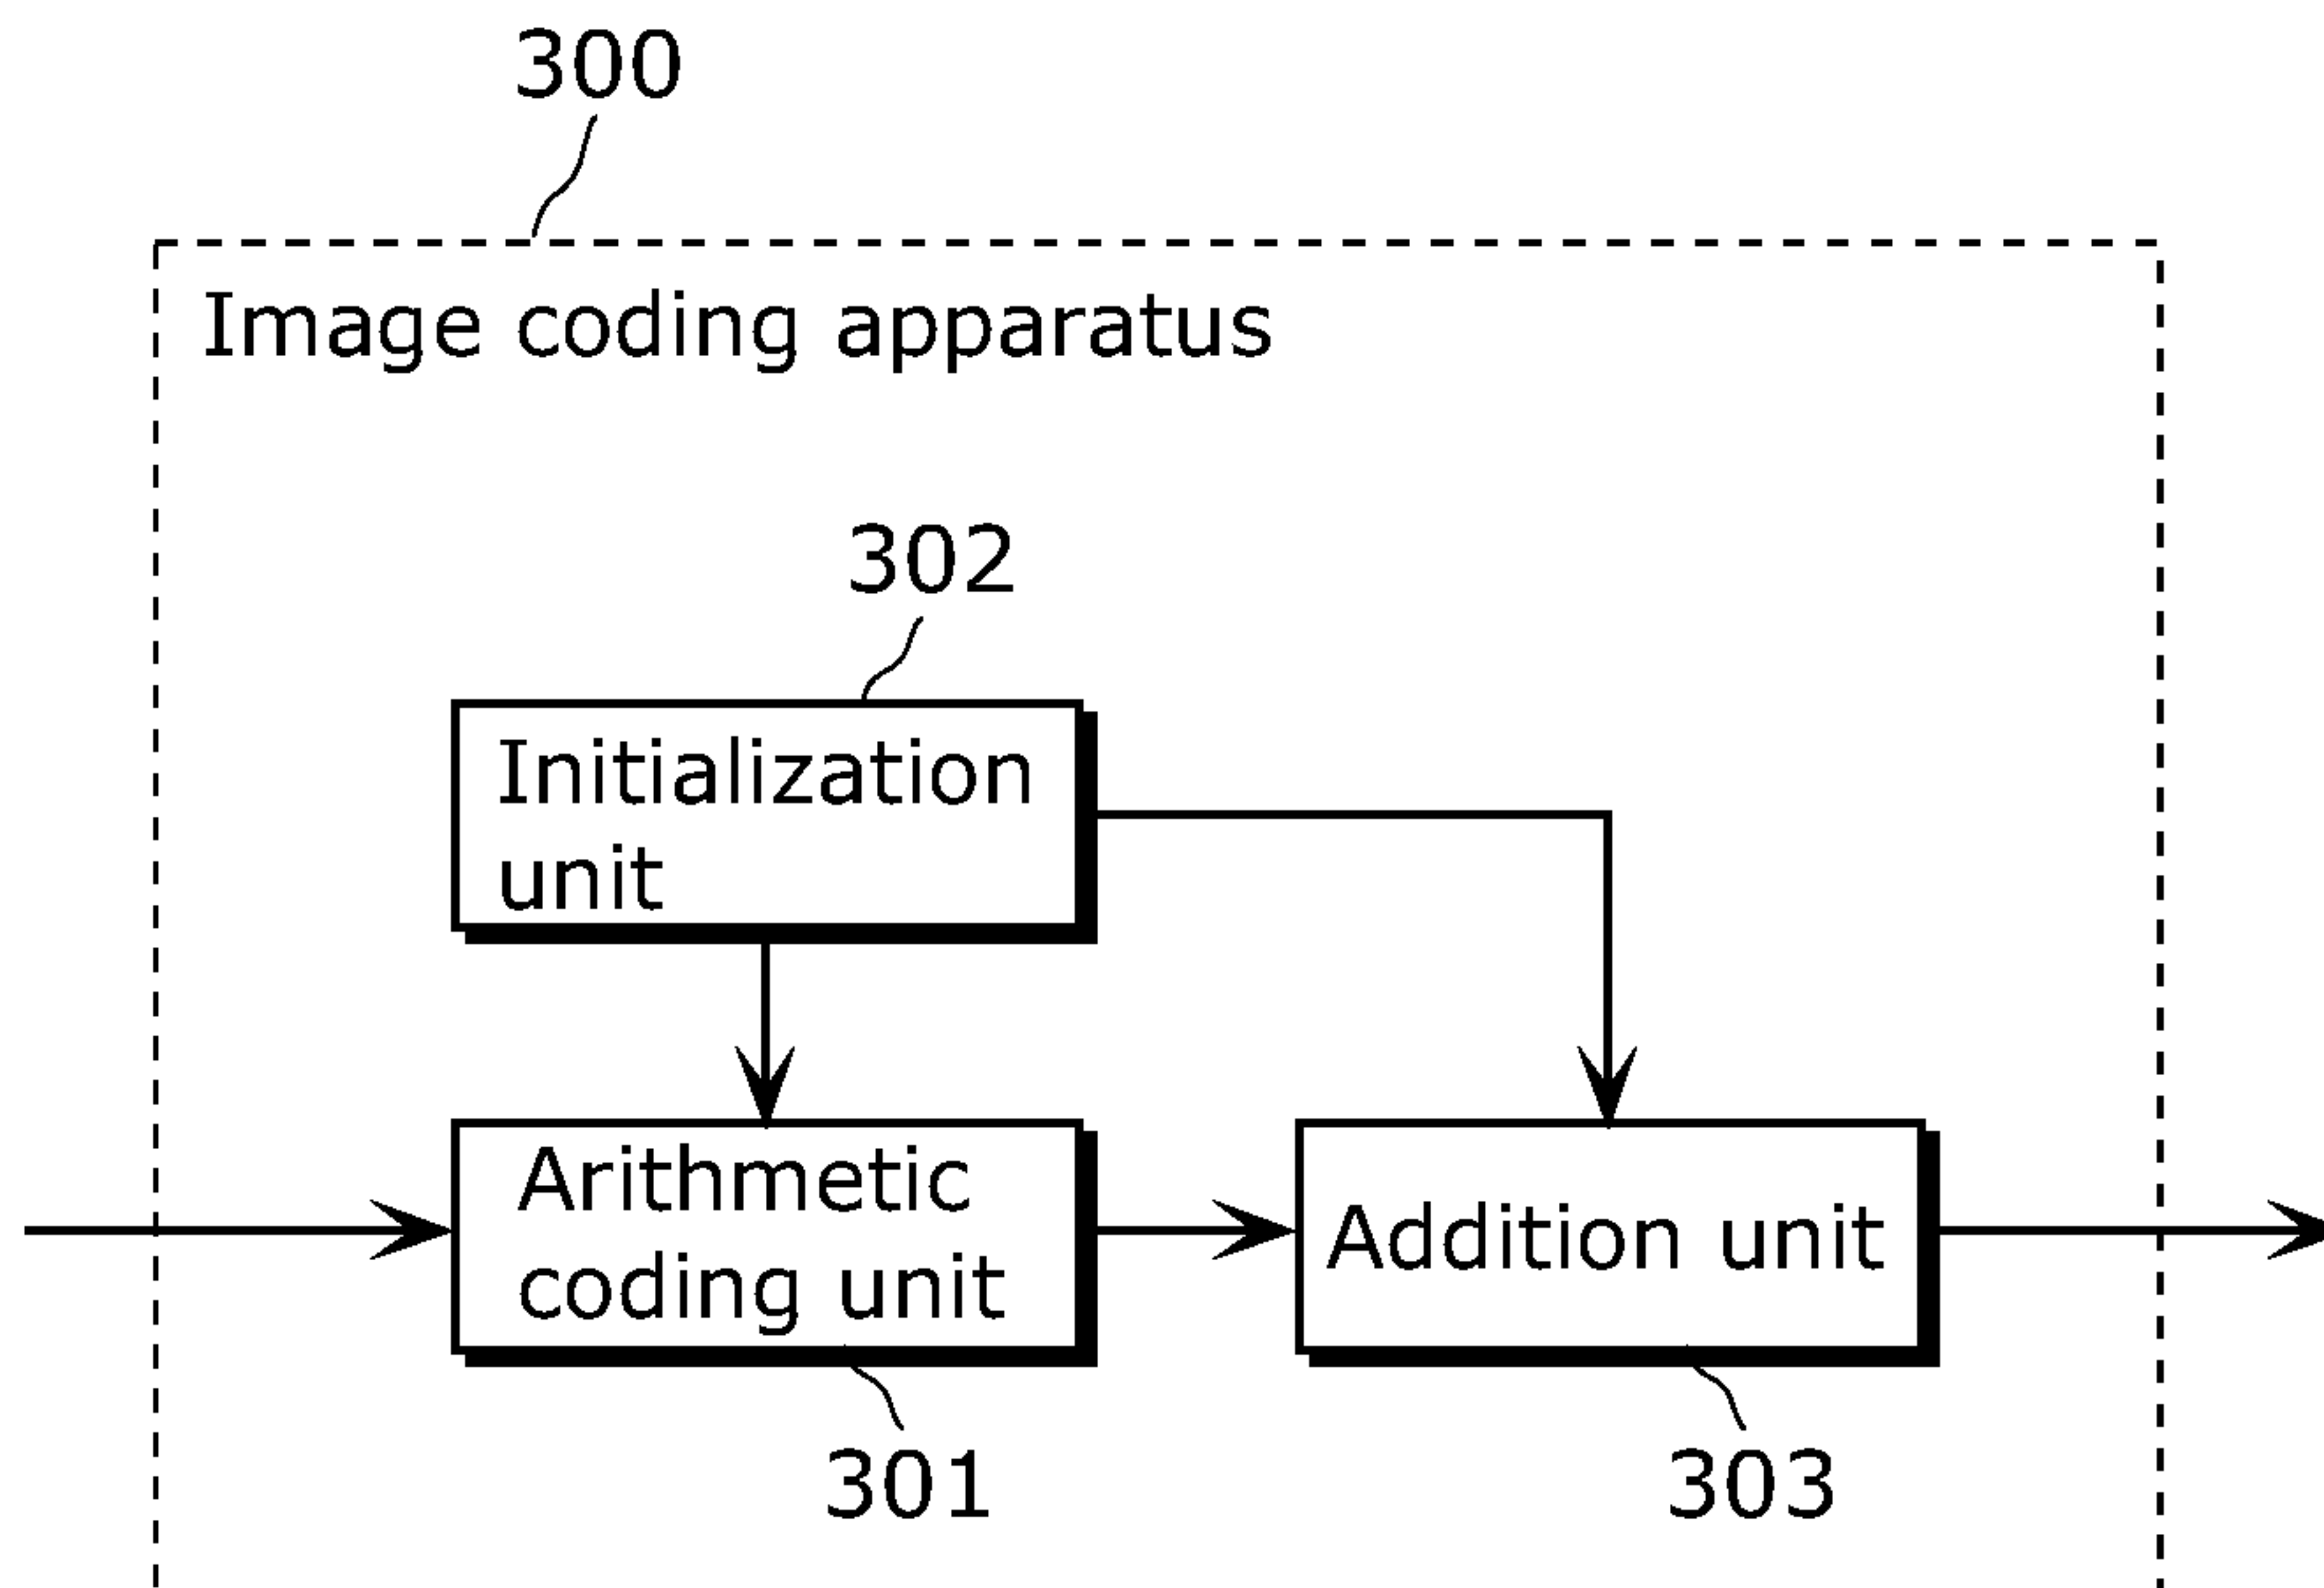 300
Image coding apparatus
302
Initialization
unit
Arithmetic
coding unit
Addition unit
301
303